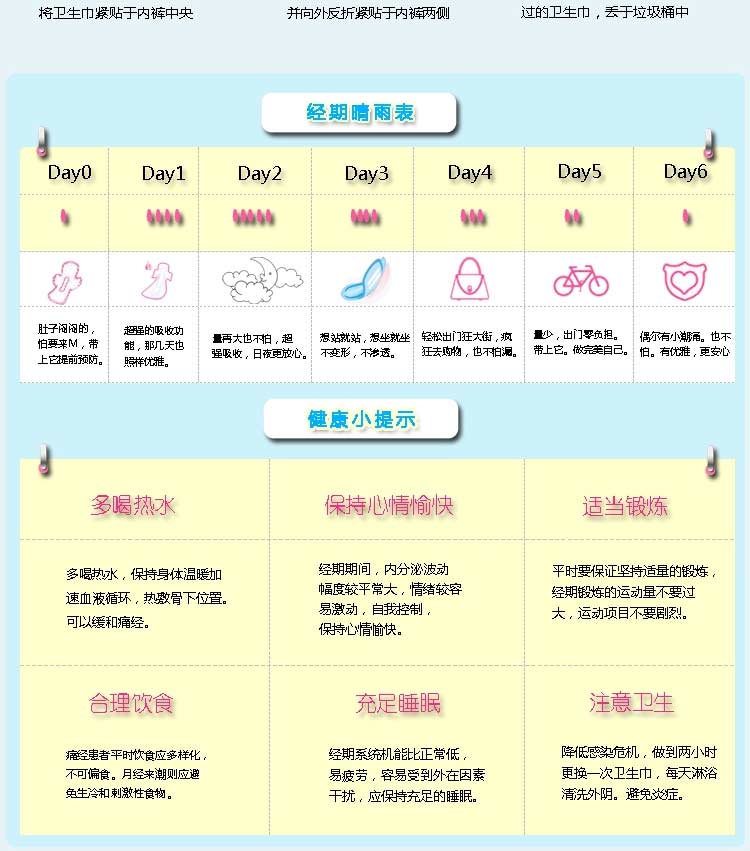 将卫生巾紧贴于内裤中央
并向外反折紧贴于内裤两侧
过的卫生巾，丢于垃圾桶中
经期晴雨表
Day0
Day1
Day2
Day3
Day4
Day5
Day6
肚子闷闷的，
怕要来M，带
上它提前预防。
超强的吸收功
能，那几天也
照样优雅。
量再大也不怕，超
强吸收，日夜更放心。
想站就站，想坐就坐
不变形，不渗透。
轻松出门狂大街，疯
狂去购物，也不怕漏。
量少，出门零负担。
带上它。做完美自己。
偶尔有小潮涌。也不
怕。有优雅，更安心
健康小提示
多喝热水
保持心情愉快
适当锻炼
多喝热水，保持身体温暖加
速血液循环，热敷骨下位置。
可以缓和痛经。
经期期间，内分泌波动
幅度较平常大，情绪较容
易激动，自我控制，
保持心情愉快。
平时要保证坚持适量的锻炼，
经期锻炼的运动量不要过
大，运动项目不要剧烈。
合理饮食
充足睡眠
注意卫生
痛经患者平时饮食应多样化，
不可偏食。月经来潮则应避
免生冷和刺激性食物。
经期系统机能比正常低，
易疲劳，容易受到外在因素
干扰，应保持充足的睡眠。
降低感染危机，做到两小时
更换一次卫生巾，每天淋浴
清洗外阴。避免炎症。